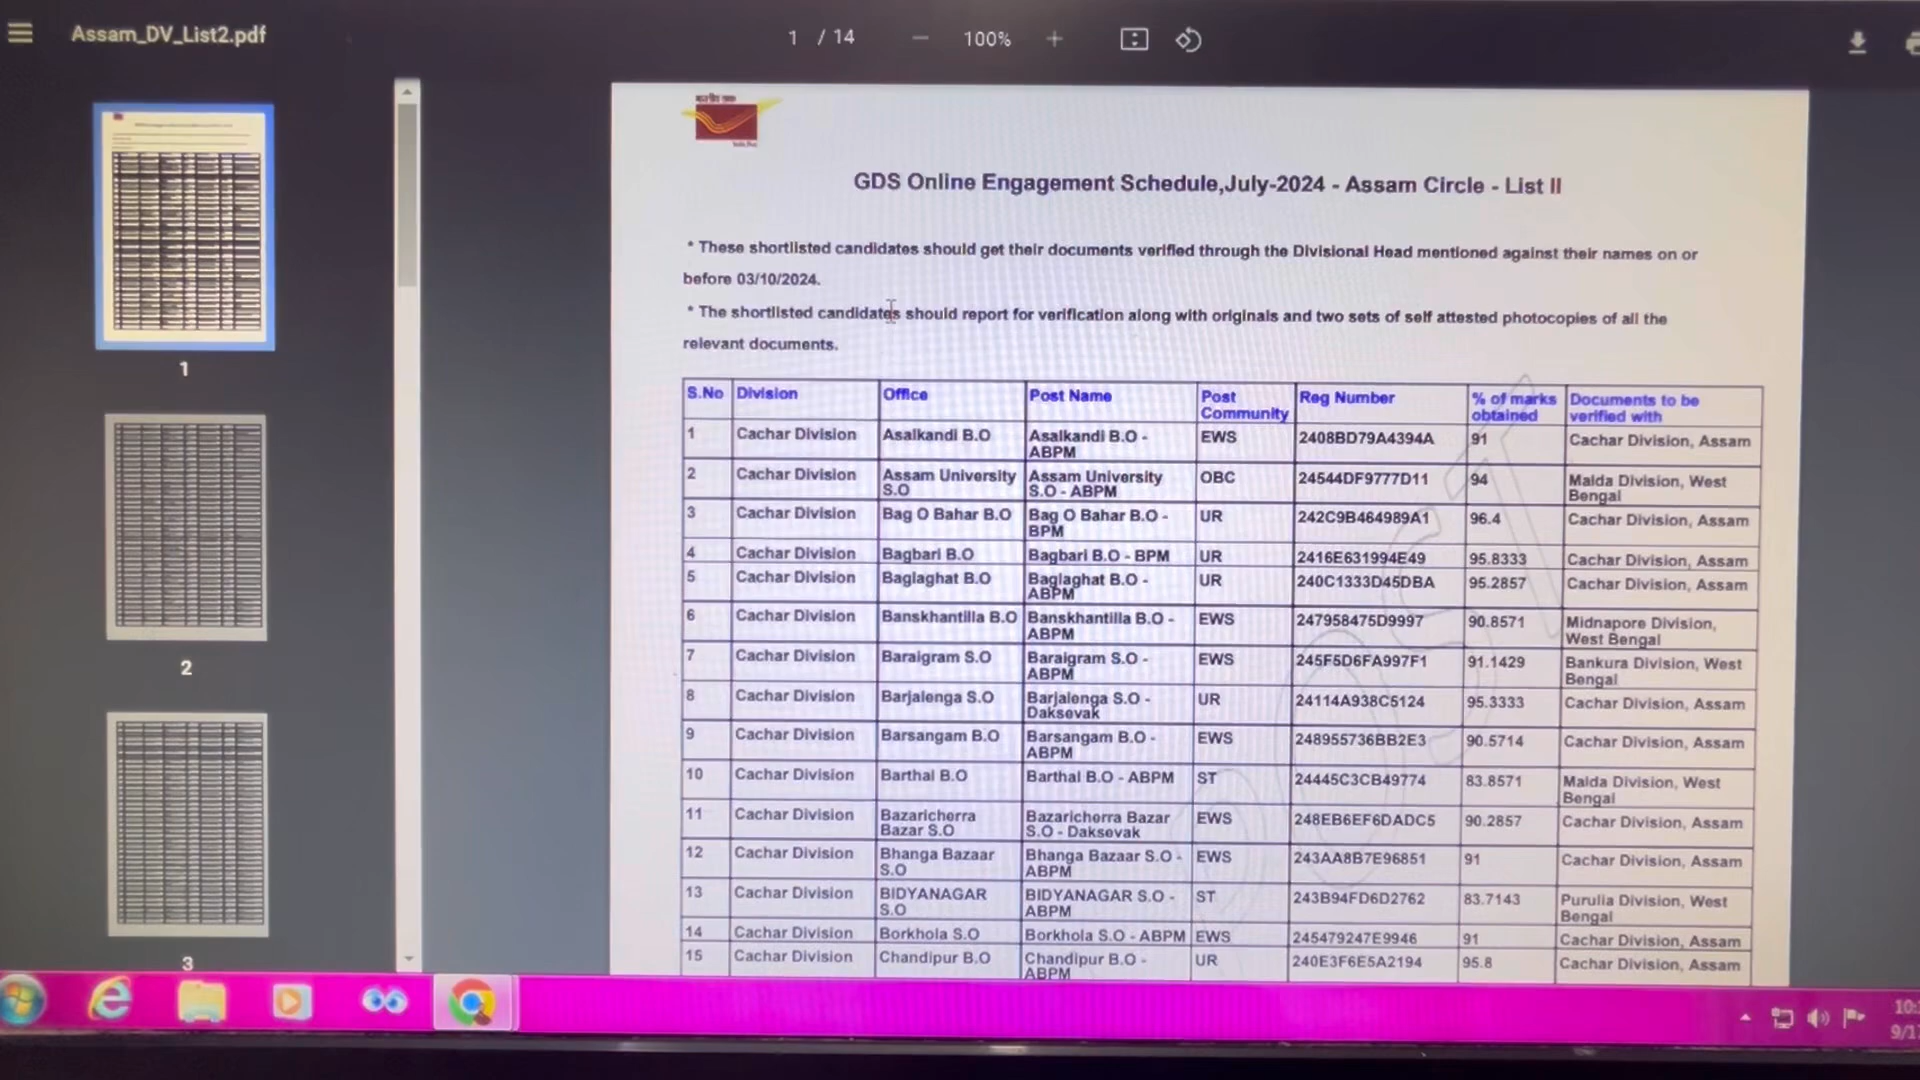 Assam_DV_List2.pdf
1 / 14
100%
GDS Online Engagement Schedule,July-2024 - Assam Circle - List II
* These shortlisted candidates should get their documents verified through the Divisional Head mentioned against their names on or
before 03/10/2024.
* The shortlisted candidates should report for verification along with originals and two sets of self attested photocopies of all the
relevant documents.
S.No Division Office Post Name Post Community Reg Number % of marks obtained Documents to be verified with
1 Cachar Division Asalkandi B.O Asalkandi B.O - ABPM EWS 2408BD79A4394A 91 Cachar Division, Assam
2 Cachar Division Assam University S.O Assam University S.O - ABPM OBC 24544DF9777D11 94 Malda Division, West Bengal
3 Cachar Division Bag O Bahar B.O Bag O Bahar B.O - BPM UR 242C9B464989A1 96.4 Cachar Division, Assam
4 Cachar Division Bagbari B.O Bagbari B.O - BPM UR 2416E631994E49 95.8333 Cachar Division, Assam
5 Cachar Division Baglaghat B.O Baglaghat B.O - ABPM UR 240C1333D45DBA 95.2857 Cachar Division, Assam
6 Cachar Division Banskhantilla B.O Banskhantilla B.O - ABPM EWS 247958475D9997 90.8571 Midnapore Division, West Bengal
7 Cachar Division Baraigram S.O Baraigram S.O - ABPM EWS 245F5D6FA997F1 91.1429 Bankura Division, West Bengal
8 Cachar Division Barjalenga S.O Barjalenga S.O - Daksevak UR 24114A938C5124 95.3333 Cachar Division, Assam
9 Cachar Division Barsangam B.O Barsangam B.O - ABPM EWS 248955736BB2E3 90.5714 Cachar Division, Assam
10 Cachar Division Barthal B.O Barthal B.O - ABPM ST 24445C3CB49774 83.8571 Malda Division, West Bengal
11 Cachar Division Bazaricherra Bazar S.O Bazaricherra Bazar S.O - Daksevak EWS 248EB6EF6DADC5 90.2857 Cachar Division, Assam
12 Cachar Division Bhanga Bazaar S.O Bhanga Bazaar S.O - ABPM EWS 243AA8B7E96851 91 Cachar Division, Assam
13 Cachar Division BIDYANAGAR S.O BIDYANAGAR S.O - ABPM ST 243B94FD6D2762 83.7143 Purulia Division, West Bengal
14 Cachar Division Borkhola S.O Borkhola S.O - ABPM EWS 245479247E9946 91 Cachar Division, Assam
15 Cachar Division Chandipur B.O Chandipur B.O - ABPM UR 240E3F6E5A2194 95.8 Cachar Division, Assam
1
2
3